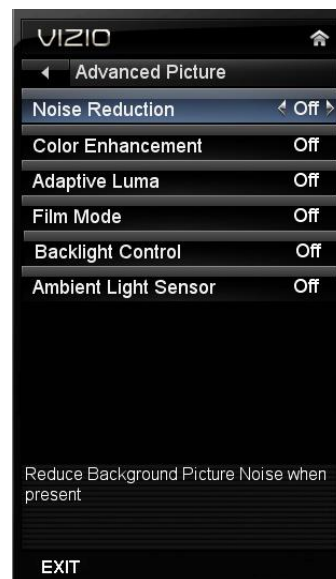 VIZIO
Advanced Picture
Noise Reduction Off
Color Enhancement Off
Adaptive Luma Off
Film Mode Off
Backlight Control Off
Ambient Light Sensor Off
Reduce Background Picture Noise when
present
EXIT